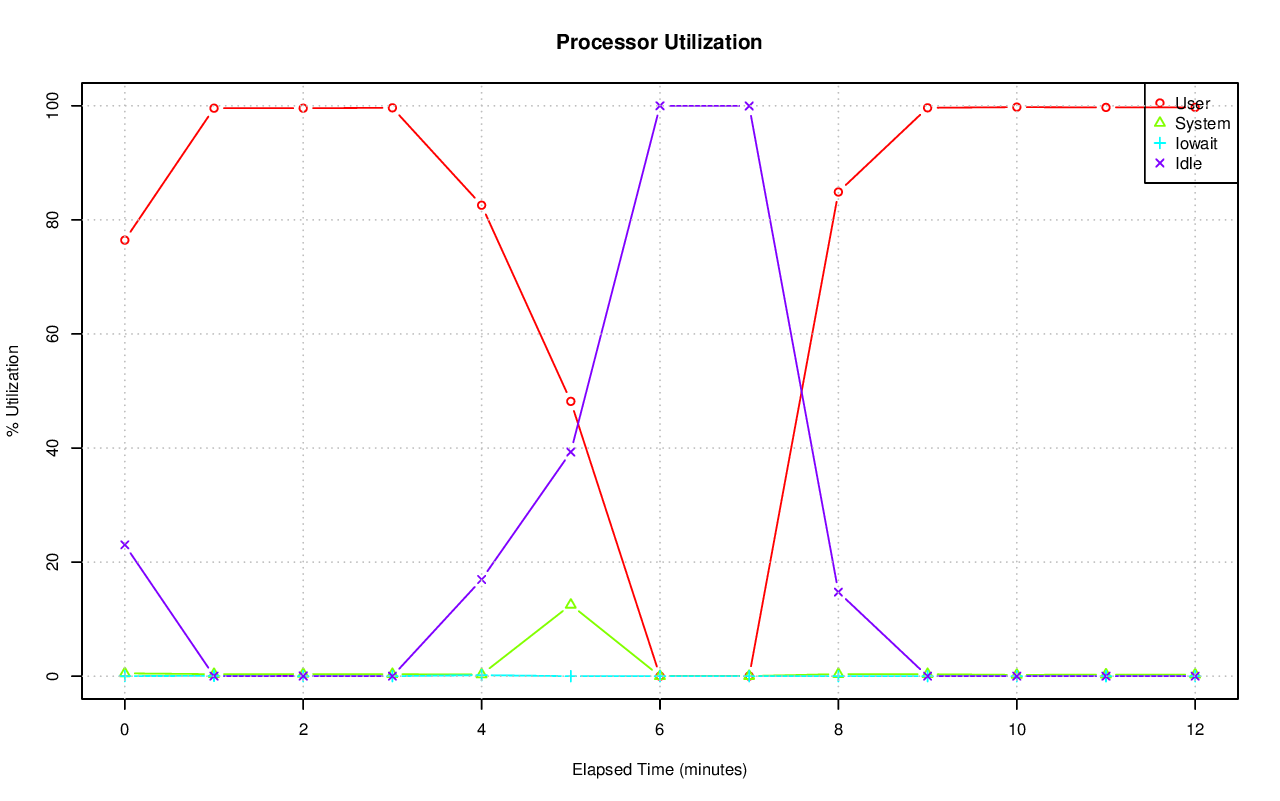 Processor Utilization
User
System
Iowait
Idle
% Utilization
100
80
60
40
20
0
0 2 4 6 8 10 12
Elapsed Time (minutes)